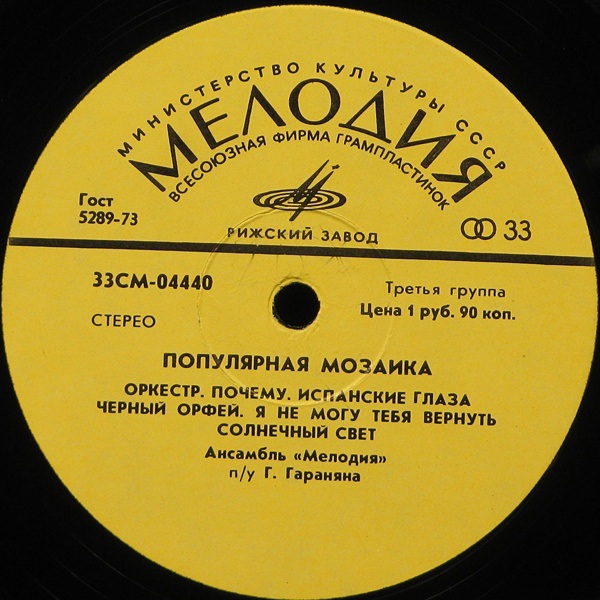 МИНИСТЕРСТВО КУЛЬТУРЫ СССР
МЕЛОДИЯ
ВСЕСОЮЗНАЯ ФИРМА ГРАМПЛАСТИНОК
Гост
5289-73
РИЖСКИЙ ЗАВОД
33
33СМ-04440
Третья группа
Цена 1 руб. 90 коп.
СТЕРЕО
ПОПУЛЯРНАЯ МОЗАИКА
ОРКЕСТР. ПОЧЕМУ. ИСПАНСКИЕ ГЛАЗА
ЧЕРНЫЙ ОРФЕЙ. Я НЕ МОГУ ТЕБЯ ВЕРНУТЬ
СОЛНЕЧНЫЙ СВЕТ
Ансамбль «Мелодия»
п/у Г. Гараняна